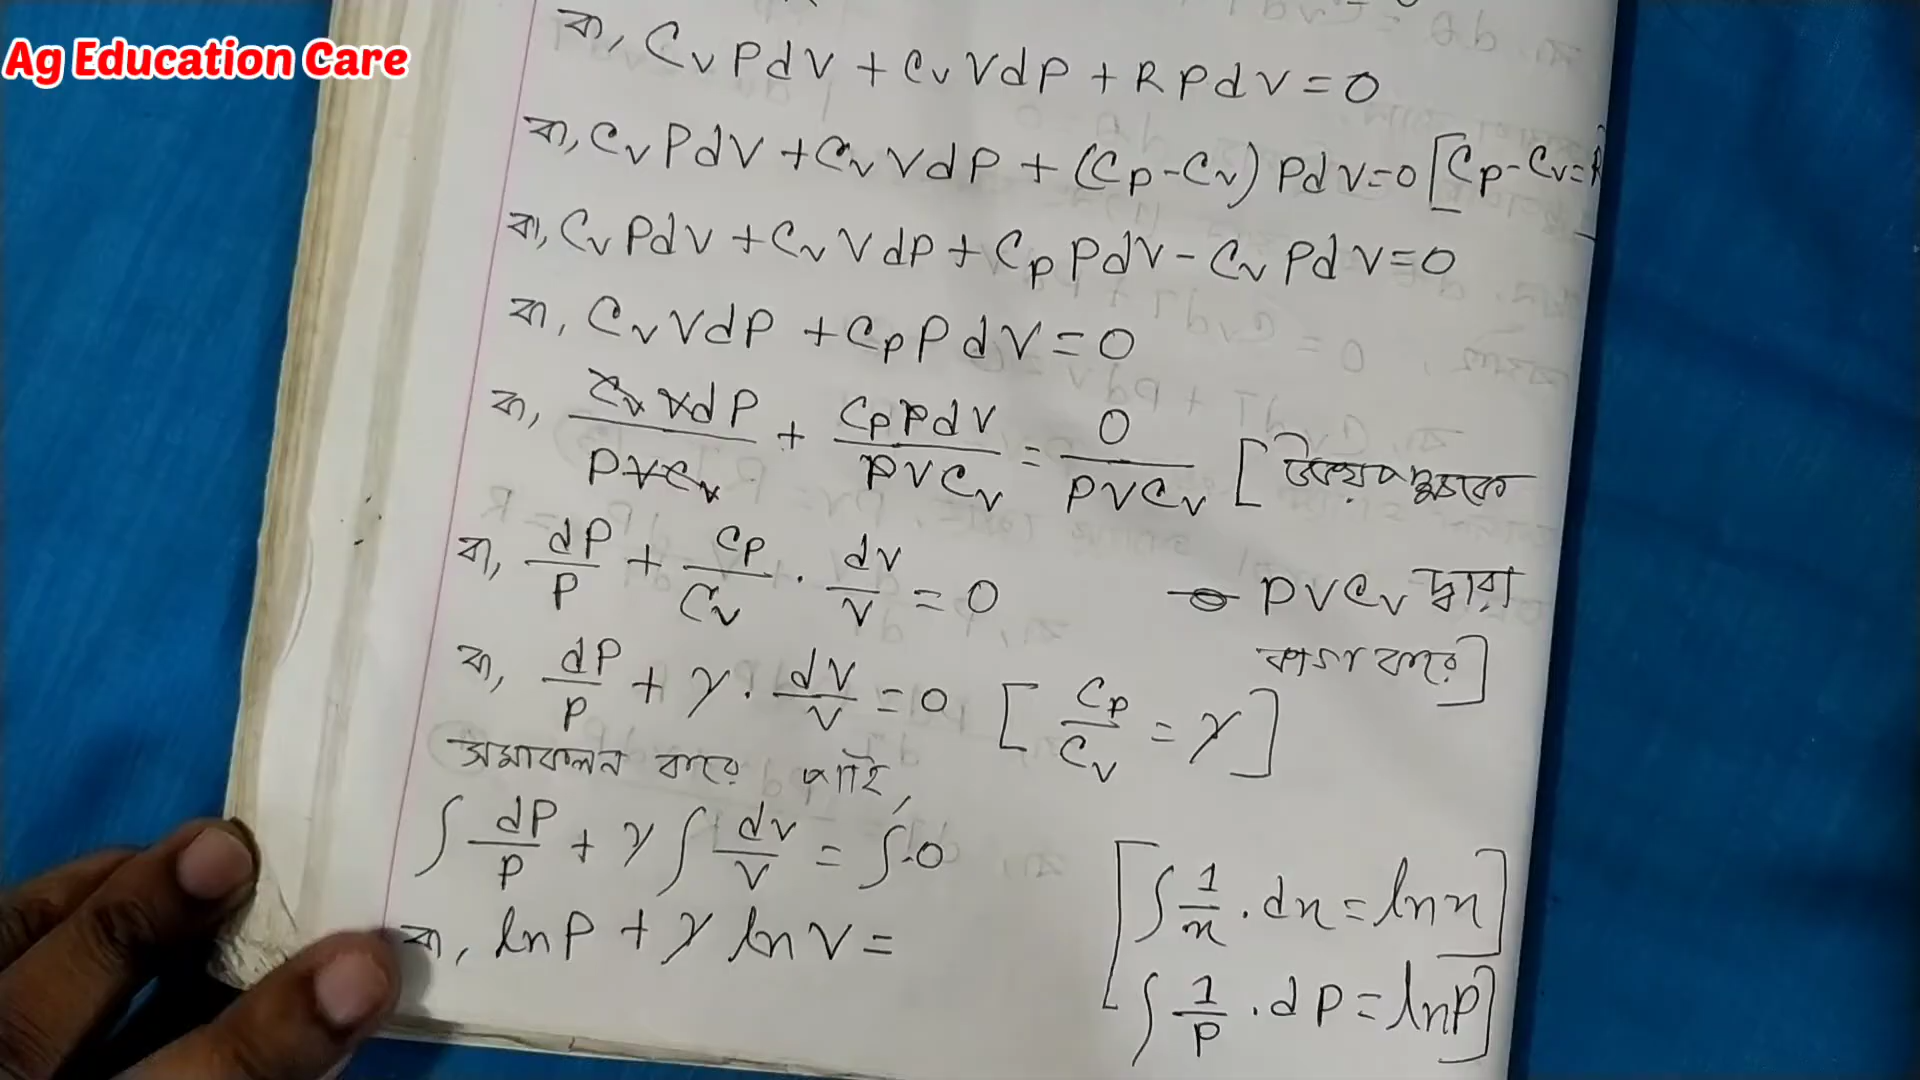 Ag Education Care
বা, CvPdV + CvVdP + RPdV = 0
বা, CvPdV + CvVdP + (Cp - Cv) PdV = 0 [Cp - Cv = R
বা, CvPdV + CvVdP + CpPdV - CvPdV = 0
বা, CvVdP + CpPdV = 0
বা, CvVdP/PVCv + CpPdV/PVCv = 0/PVCv [উভয়পক্ষকে
PVCv দ্বারা
ভাগ করে]
বা, dP/P + Cp/Cv . dV/V = 0
বা, dP/P + γ . dV/V = 0 [Cp/Cv = γ]
সমাকলন করে পাই,
∫ dP/P + γ ∫ dV/V = ∫ 0
বা, lnP + γ lnV =
[∫ 1/x . dx = lnx]
∫ 1/P . dP = lnP]